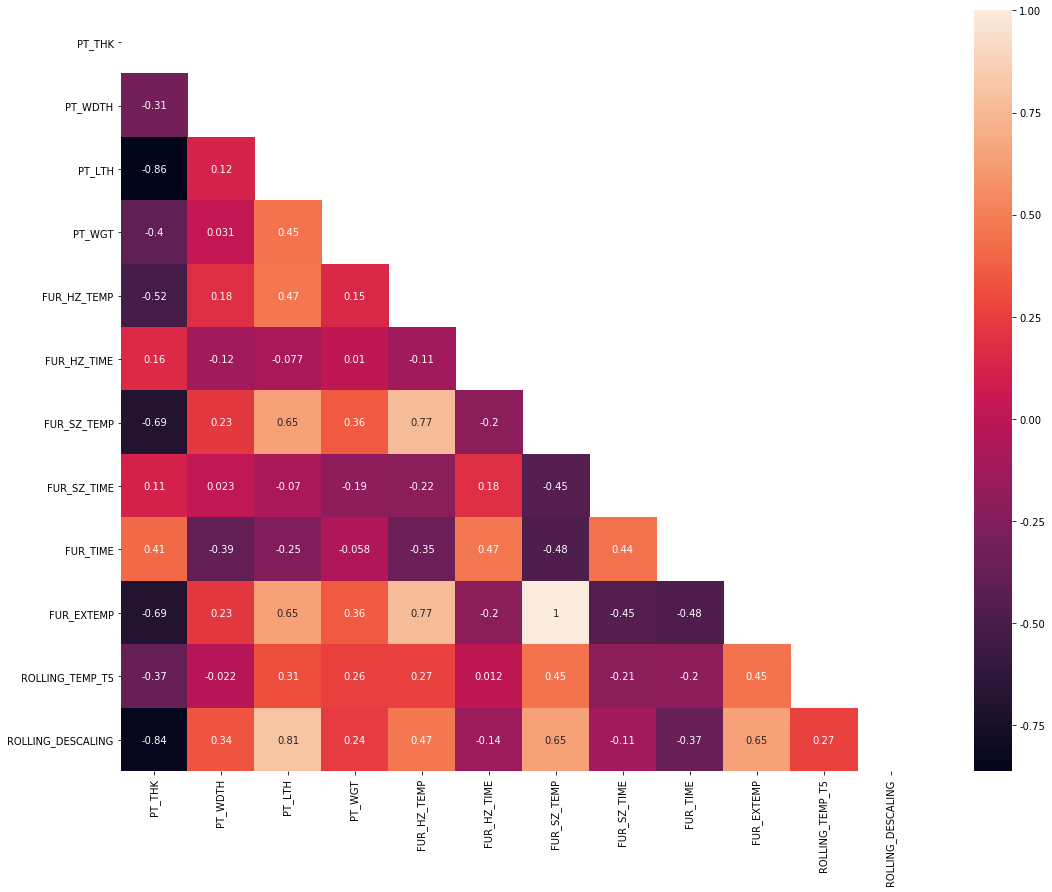 PT_THK
PT_WDTH -0.31
PT_LTH -0.86 0.12
PT_WGT -0.4 0.031 0.45
FUR_HZ_TEMP -0.52 0.18 0.47 0.15
FUR_HZ_TIME 0.16 -0.12 -0.077 0.01 -0.11
FUR_SZ_TEMP -0.69 0.23 0.65 0.36 0.77 -0.2
FUR_SZ_TIME 0.11 0.023 -0.07 -0.19 -0.22 0.18 -0.45
FUR_TIME 0.41 -0.39 -0.25 -0.058 -0.35 0.47 -0.48 0.44
FUR_EXTEMP -0.69 0.23 0.65 0.36 0.77 -0.2 1 -0.45 -0.48
ROLLING_TEMP_T5 -0.37 -0.022 0.31 0.26 0.27 0.012 0.45 -0.21 -0.2 0.45
ROLLING_DESCALING -0.84 0.34 0.81 0.24 0.47 -0.14 0.65 -0.11 -0.37 0.65 0.27
PT_THK
PT_WDTH
PT_LTH
PT_WGT
FUR_HZ_TEMP
FUR_HZ_TIME
FUR_SZ_TEMP
FUR_SZ_TIME
FUR_TIME
FUR_EXTEMP
ROLLING_TEMP_T5
ROLLING_DESCALING
1.00
0.75
0.50
0.25
0.00
-0.25
-0.50
-0.75